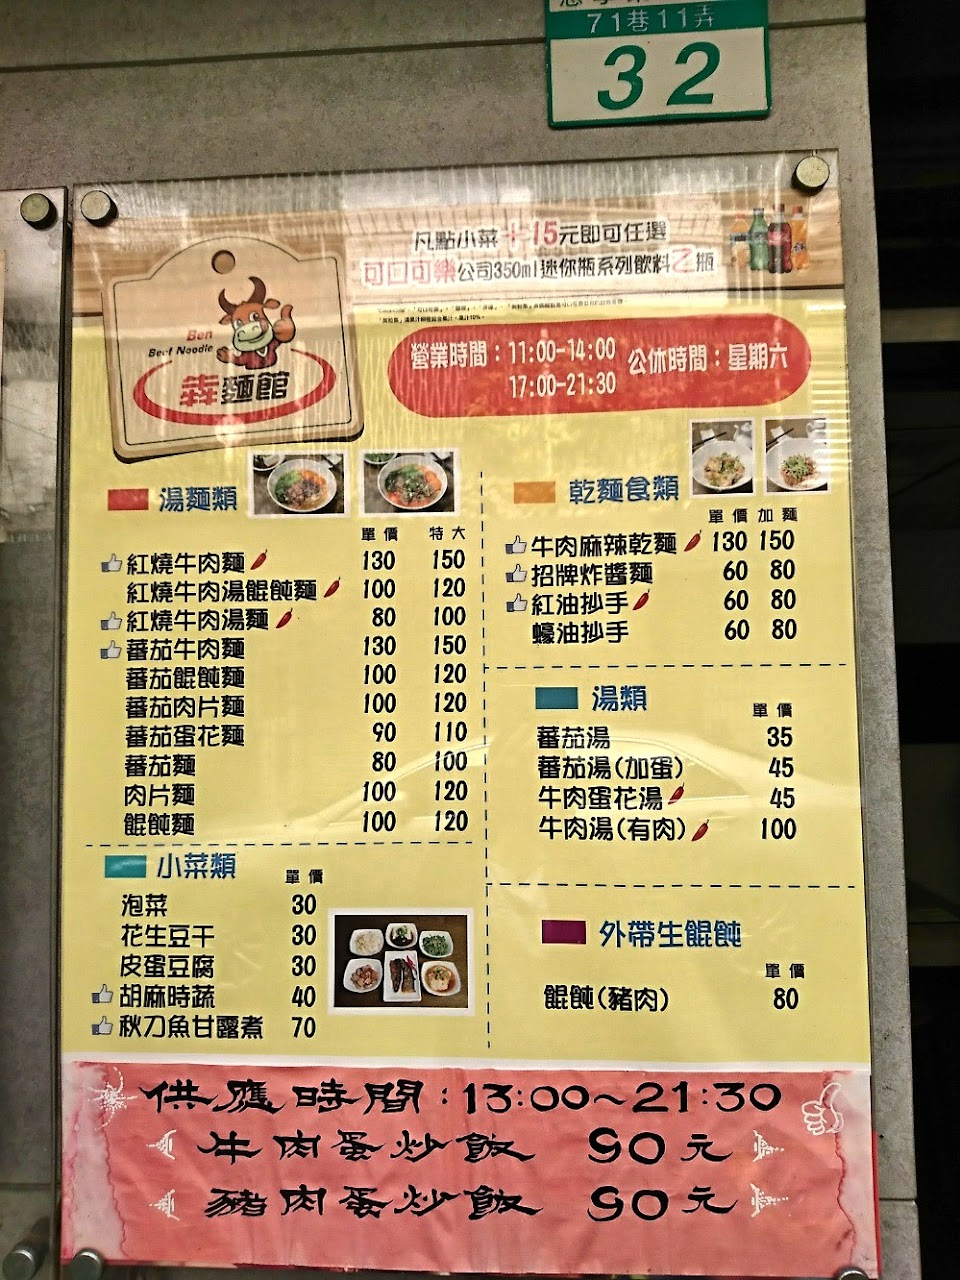 71巷11弄
32
凡點小菜+15元即可任選
可口可樂公司350ml迷你瓶系列飲料乙瓶
Ben
Beef Noodle
犇麵館
營業時間：11:00-14:00
17:00-21:30
公休時間：星期六
湯麵類
單價 特大
紅燒牛肉麵 130 150
紅燒牛肉湯餛飩麵 100 120
紅燒牛肉湯麵 80 100
蕃茄牛肉麵 130 150
蕃茄餛飩麵 100 120
蕃茄肉片麵 100 120
蕃茄蛋花麵 90 110
蕃茄麵 80 100
肉片麵 100 120
餛飩麵 100 120
小菜類
單價
泡菜 30
花生豆干 30
皮蛋豆腐 30
胡麻時蔬 40
秋刀魚甘露煮 70
乾麵食類
單價 加麵
牛肉麻辣乾麵 130 150
招牌炸醬麵 60 80
紅油抄手 60 80
蠔油抄手 60 80
湯類
單價
蕃茄湯 35
蕃茄湯(加蛋) 45
牛肉蛋花湯 45
牛肉湯(有肉) 100
外帶生餛飩
單價
餛飩(豬肉) 80
供應時間：13:00~21:30
牛肉蛋炒飯 90元
豬肉蛋炒飯 90元